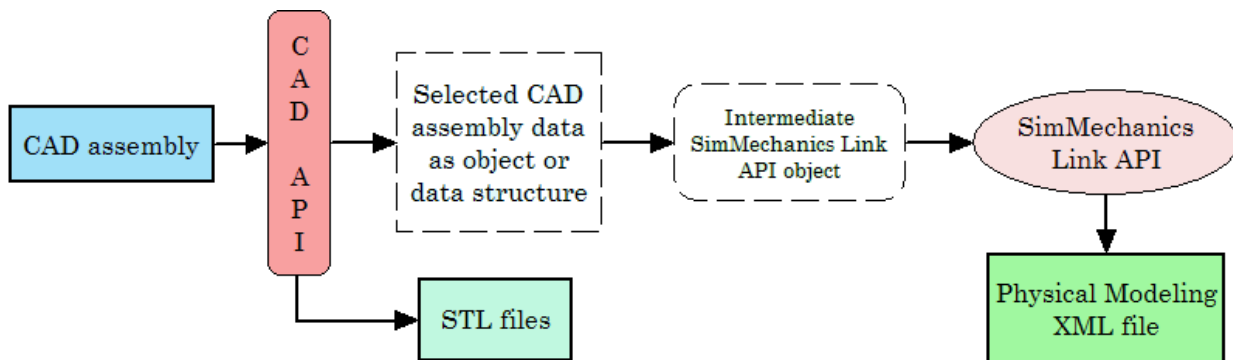 CAD assembly
C
A
D
A
P
I
Selected CAD
assembly data
as object or
data structure
Intermediate
SimMechanics Link
API object
SimMechanics
Link API
STL files
Physical Modeling
XML file